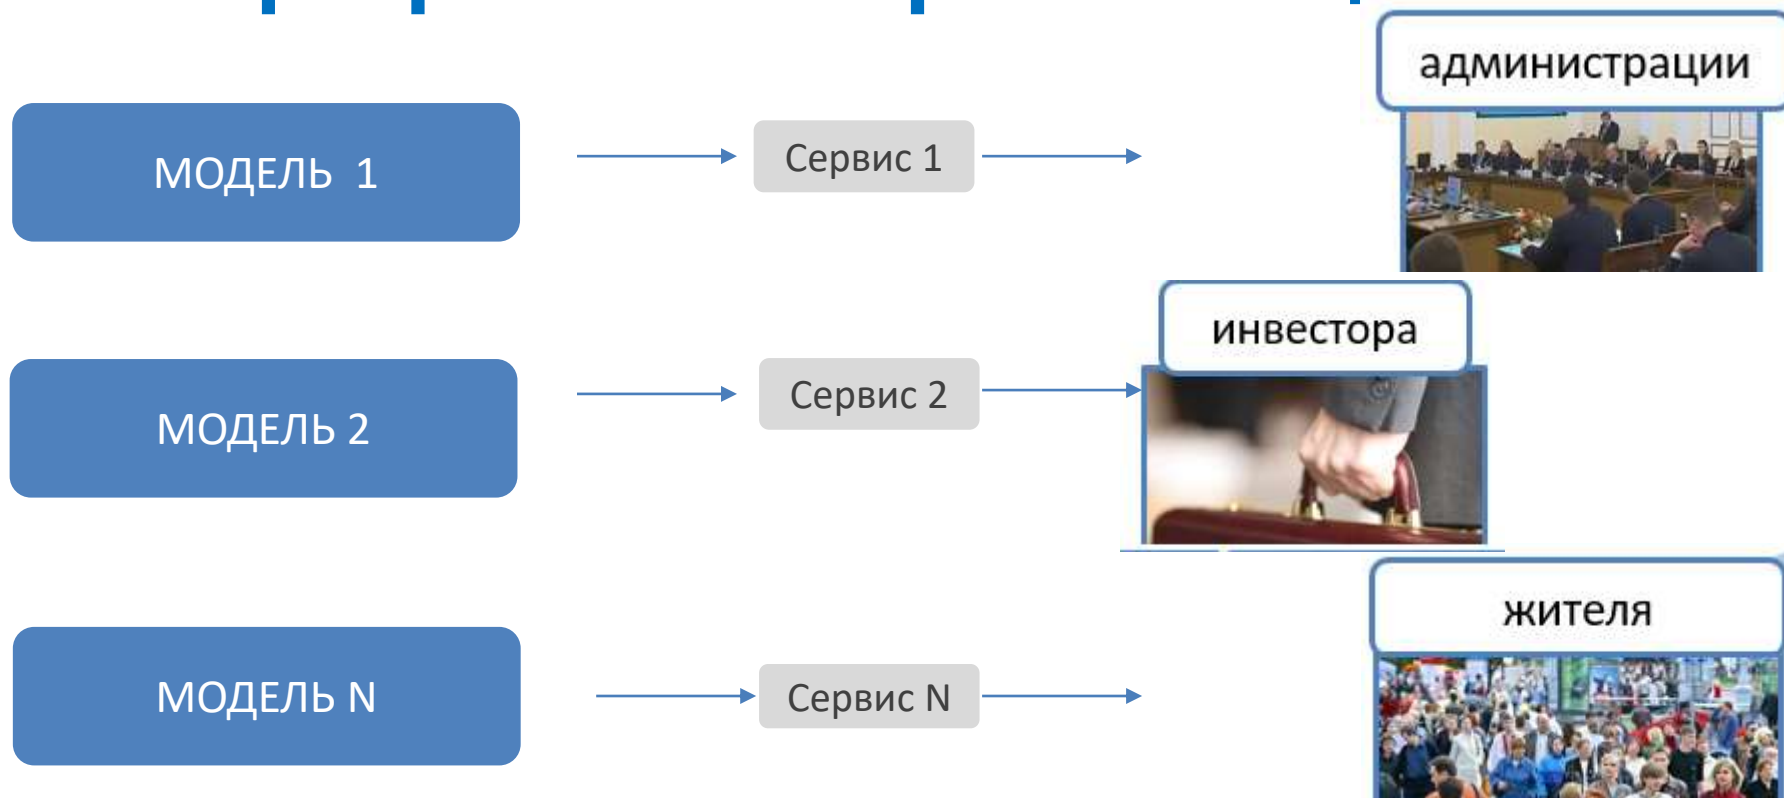 администрации
МОДЕЛЬ 1
Сервис 1
инвестора
МОДЕЛЬ 2
Сервис 2
жителя
МОДЕЛЬ N
Сервис N